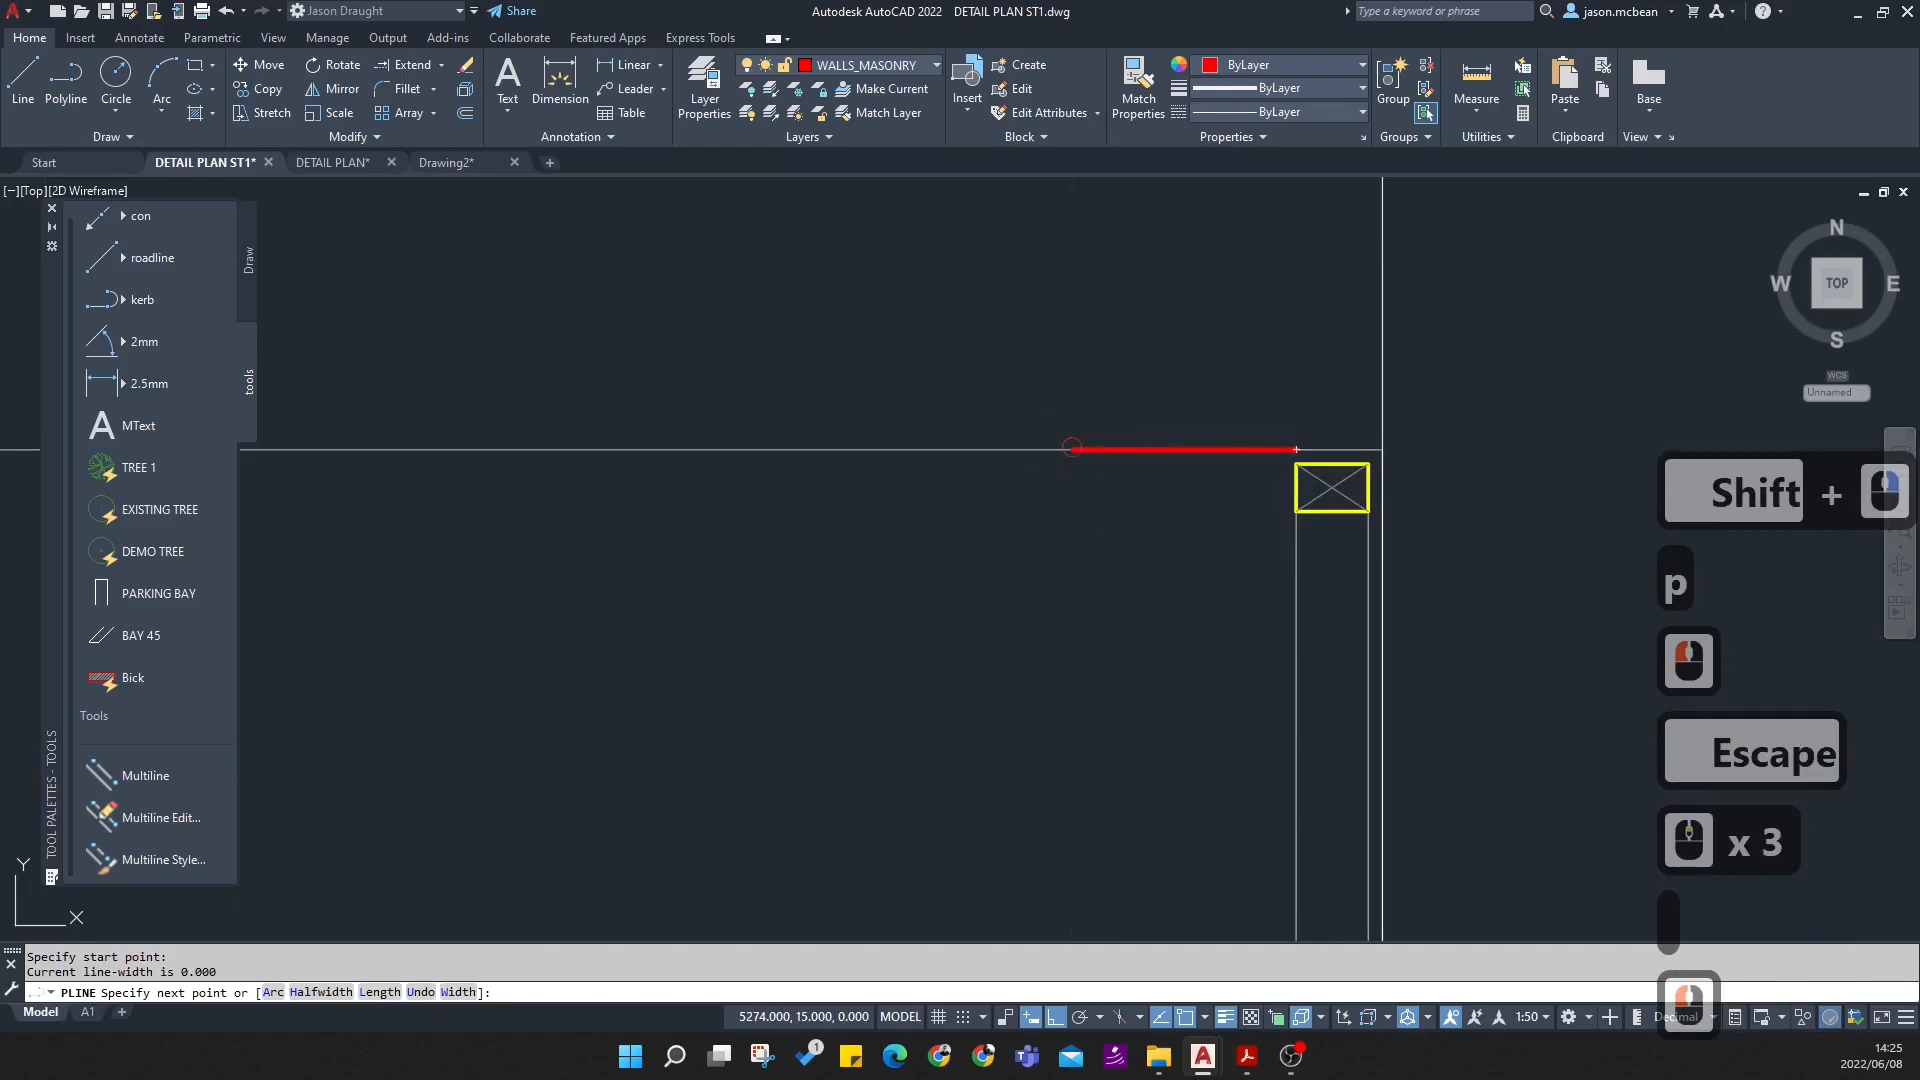 Jason Draught
Share
Autodesk AutoCAD 2022 DETAIL PLAN ST1.dwg
Type a keyword or phrase
jason.mcbean
Home Insert Annotate Parametric View Manage Output Add-ins Collaborate Featured Apps Express Tools
Line Polyline Circle Arc
Draw
Move Rotate Extend
Copy Mirror Fillet
Stretch Scale Array
Modify
Text Dimension
Linear
Leader
Table
Annotation
Layer Properties
WALLS_MASONRY
Make Current
Match Layer
Layers
Insert
Create
Edit
Edit Attributes
Block
Match Properties
ByLayer
ByLayer
ByLayer
Properties
Group
Groups
Measure
Utilities
Paste
Clipboard
Base
View
Start DETAIL PLAN ST1* DETAIL PLAN* Drawing2*
[−][Top][2D Wireframe]
con
roadline
kerb
2mm
2.5mm
MText
TREE 1
EXISTING TREE
DEMO TREE
PARKING BAY
BAY 45
Bick
Tools
Multiline
Multiline Edit...
Multiline Style...
Draw
tools
TOOL PALETTES - TOOLS
N
W TOP E
S
WCS
Unnamed
Shift +
p
Escape
x 3
Y
X
Specify start point:
Current line-width is 0.000
PLINE Specify next point or [Arc Halfwidth Length Undo Width]:
Model A1
5274.000, 15.000, 0.000 MODEL
1:50
Decimal
1
14:25
2022/06/08